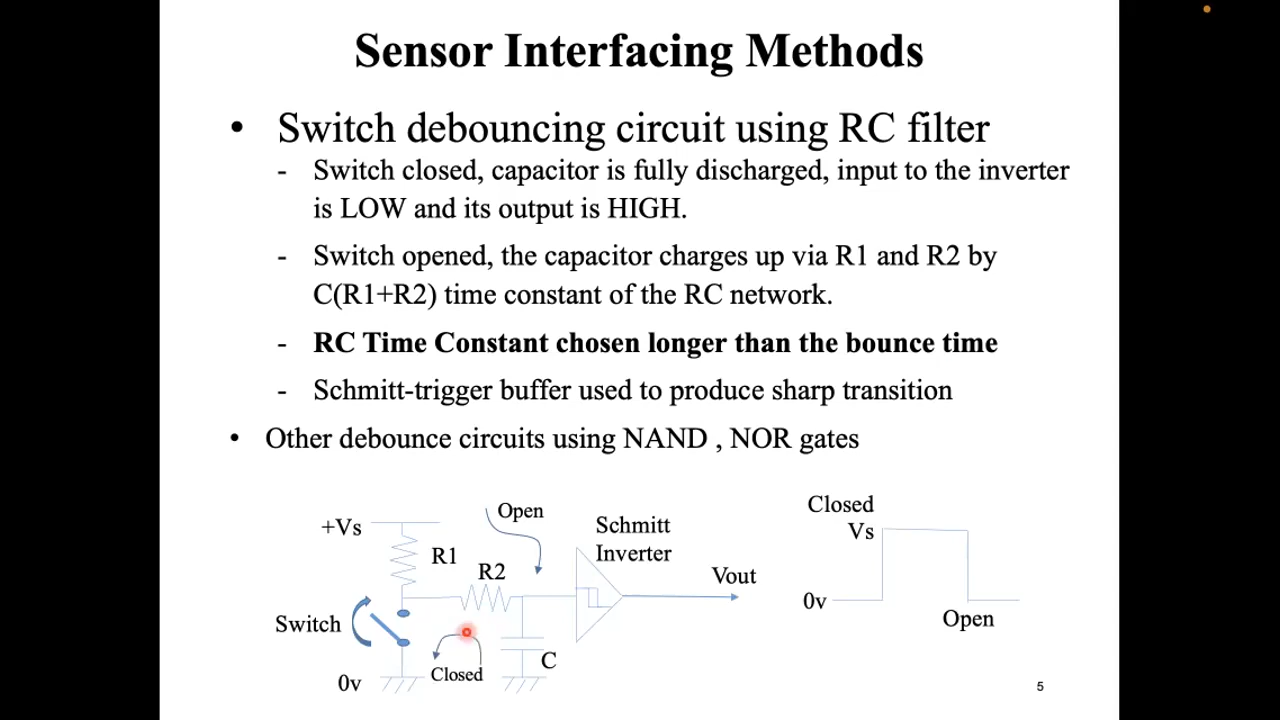 Sensor Interfacing Methods
• Switch debouncing circuit using RC filter
- Switch closed, capacitor is fully discharged, input to the inverter
is LOW and its output is HIGH.
- Switch opened, the capacitor charges up via R1 and R2 by
C(R1+R2) time constant of the RC network.
- RC Time Constant chosen longer than the bounce time
- Schmitt-trigger buffer used to produce sharp transition
• Other debounce circuits using NAND , NOR gates
+Vs
R1
R2
Open
Schmitt
Inverter
Vout
Switch
Closed
C
0v
Closed
Vs
0v
Open
5